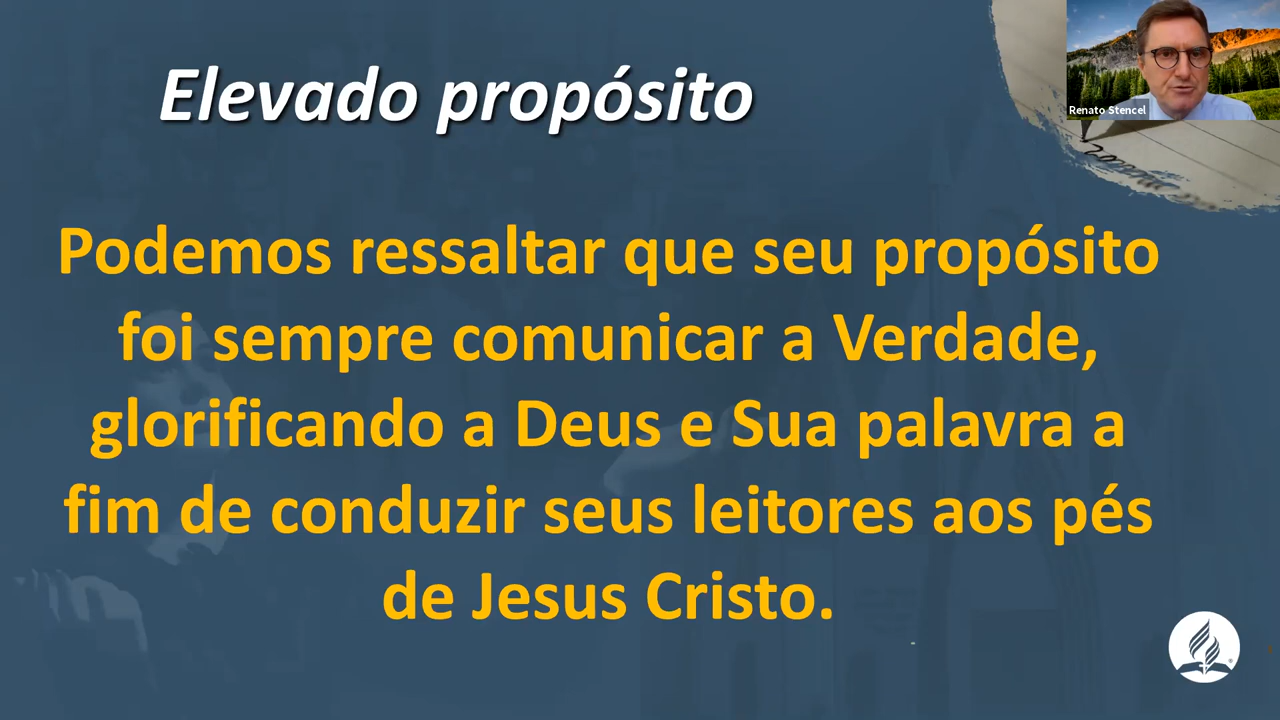 Elevado propósito
Renato Stencel
Podemos ressaltar que seu propósito
foi sempre comunicar a Verdade,
glorificando a Deus e Sua palavra a
fim de conduzir seus leitores aos pés
de Jesus Cristo.